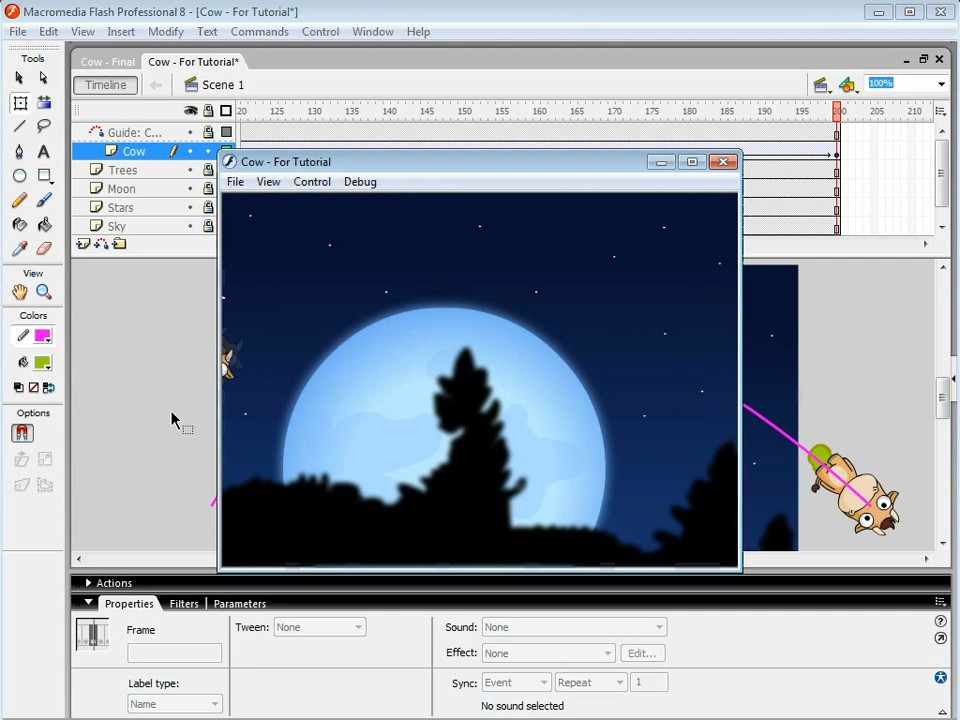 Macromedia Flash Professional 8 - [Cow - For Tutorial*]
File Edit View Insert Modify Text Commands Control Window Help
Tools
Cow - Final Cow - For Tutorial*
Timeline Scene 1 100%
20 125 130 135 140 145 150 155 160 165 170 175 180 185 190 195 200 205 210
Guide: C...
Cow
Trees
Moon
Stars
Sky
Cow - For Tutorial
File View Control Debug
View
Colors
Options
Actions
Properties Filters Parameters
Frame
Tween: None
Sound: None
Effect: None Edit...
Label type:
Name
Sync: Event Repeat 1
No sound selected